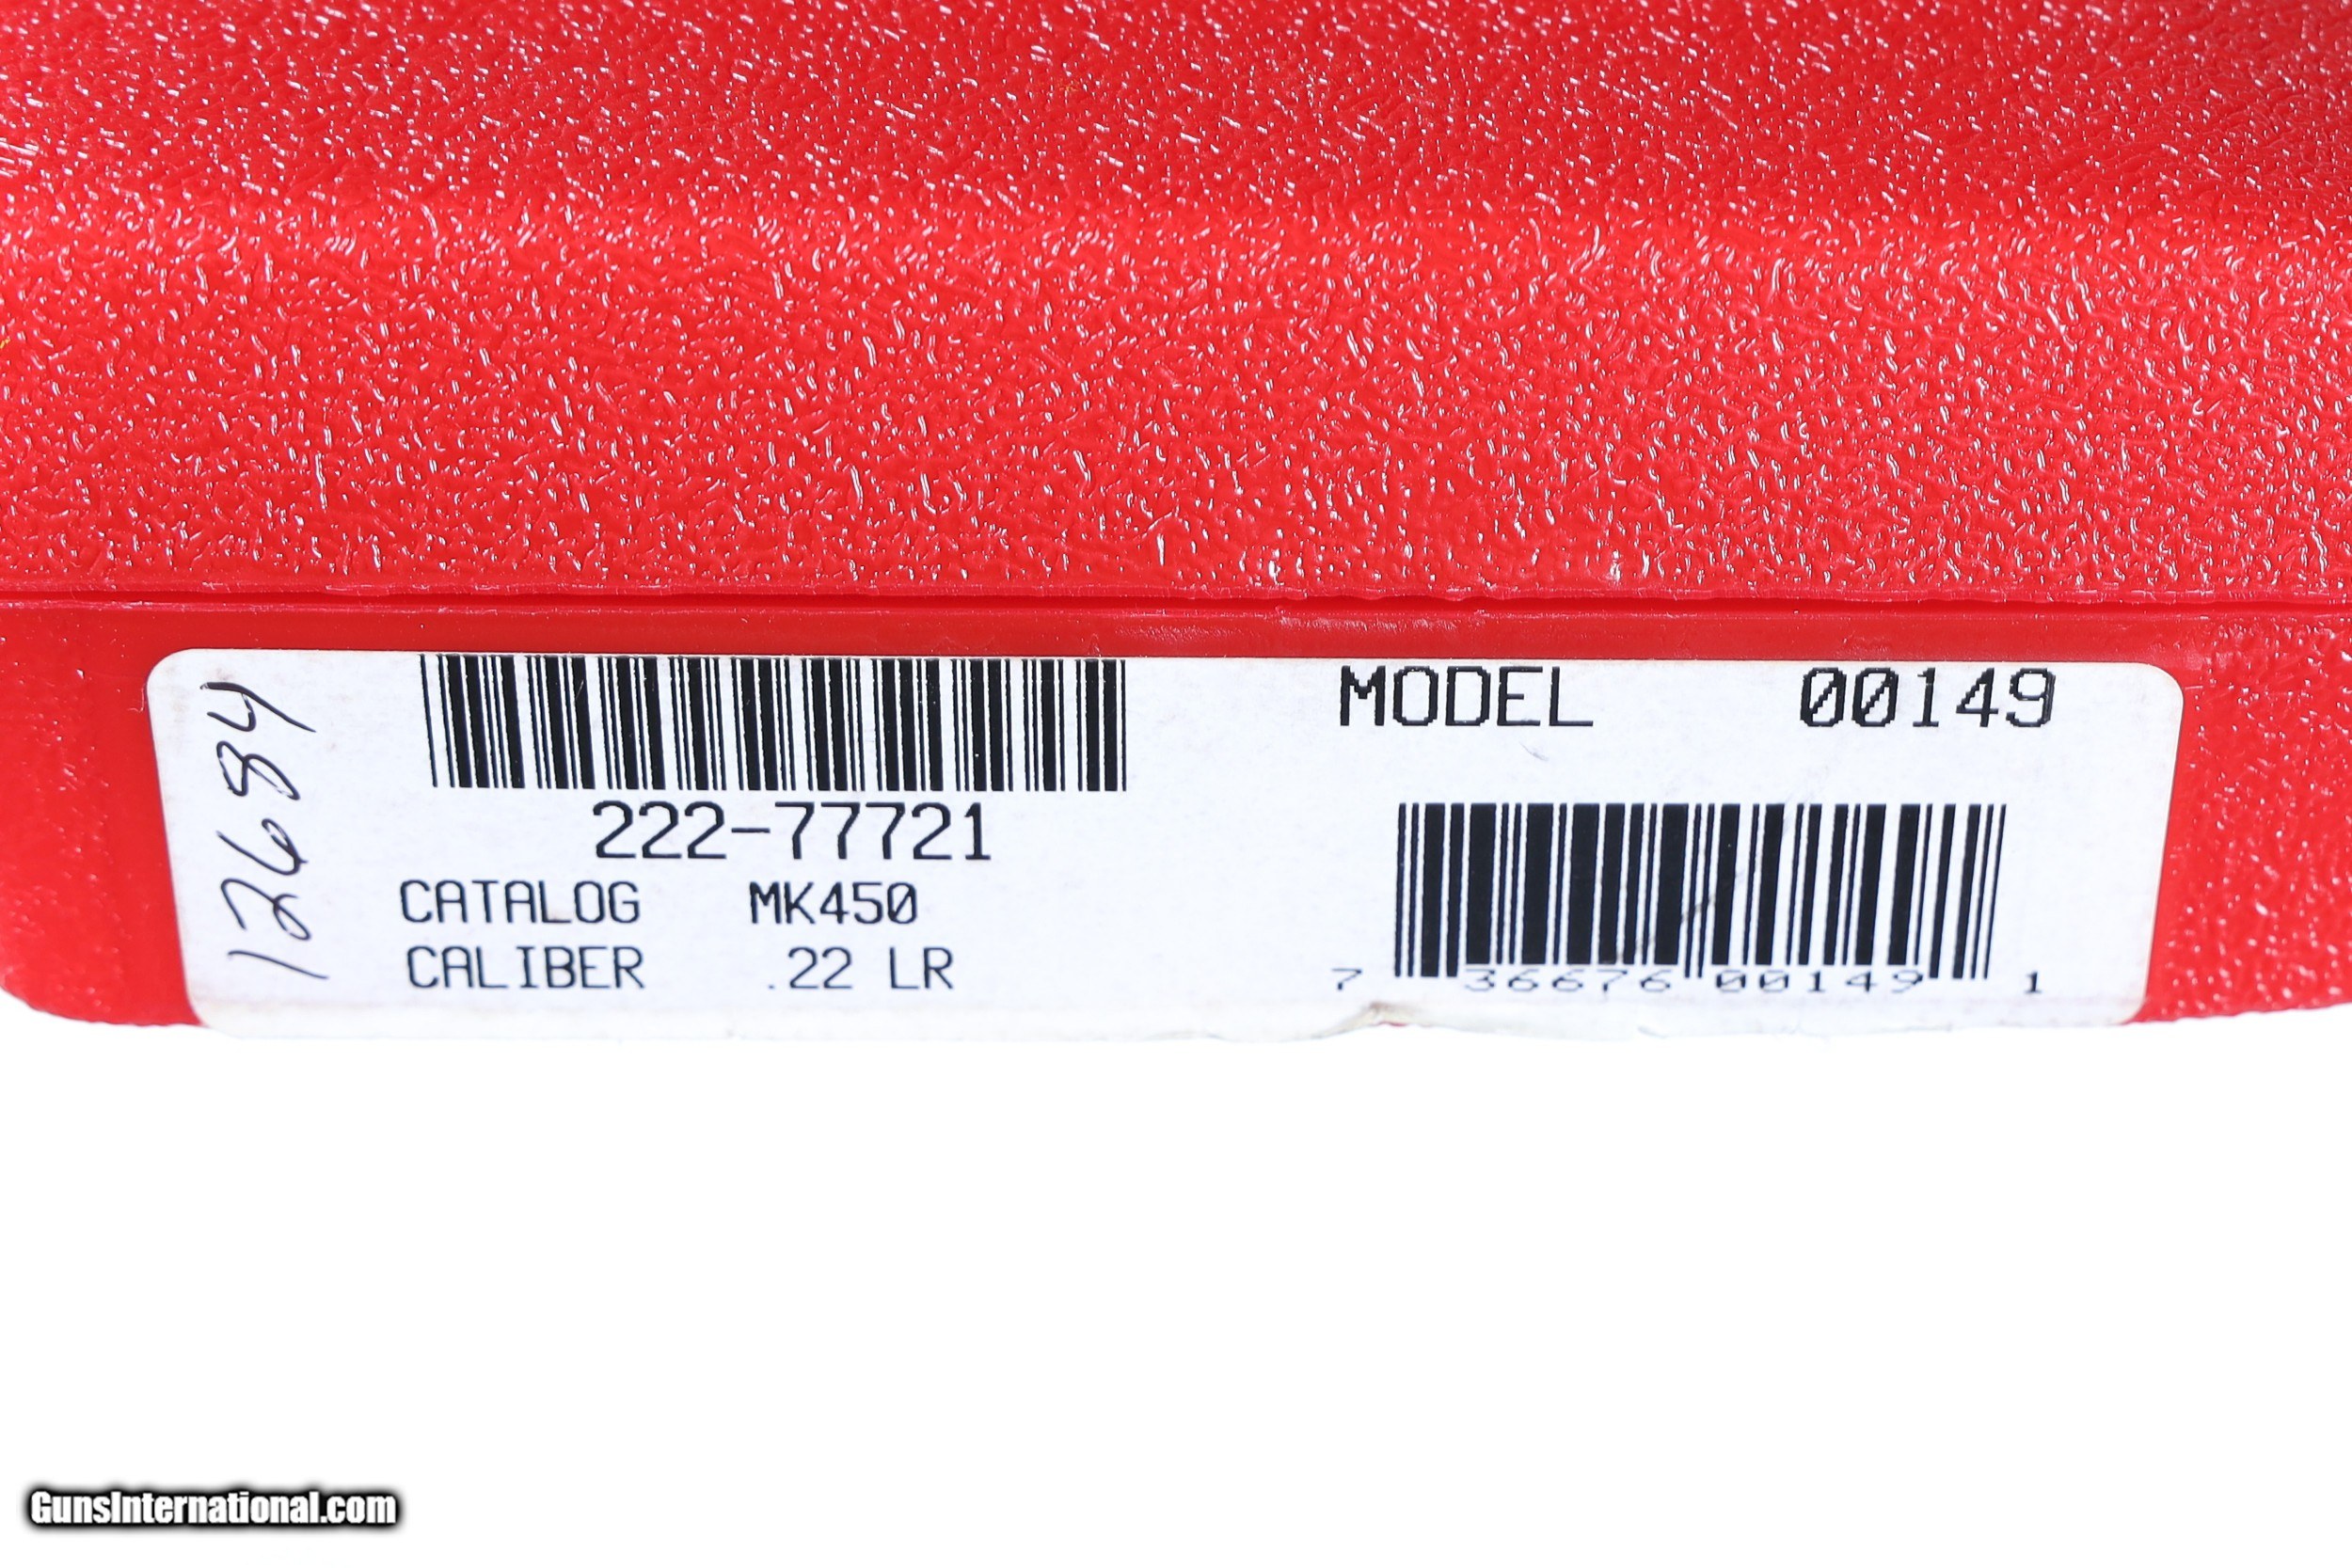 12684
222-77721
CATALOG MK450
CALIBER .22 LR
MODEL 00149
7 36676 00149 1
GunsInternational.com